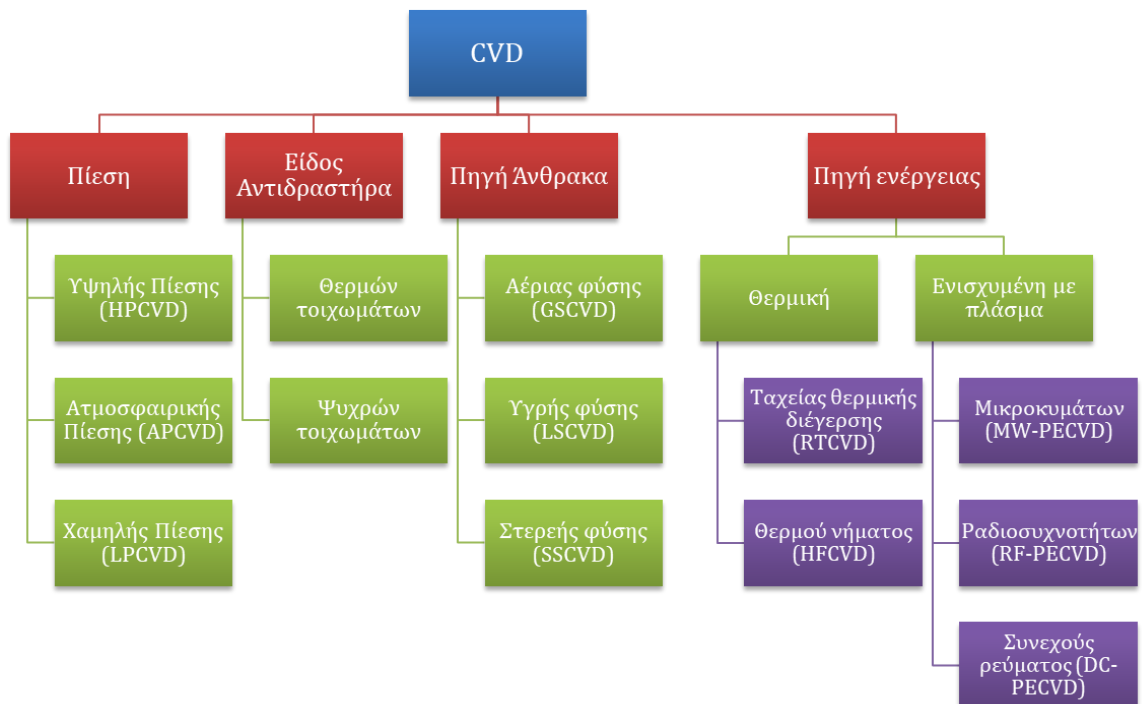 CVD
Πίεση
Είδος
Αντιδραστήρα
Πηγή Άνθρακα
Πηγή ενέργειας
Υψηλής Πίεσης
(HPCVD)
Ατμοσφαιρικής
Πίεσης (APCVD)
Χαμηλής Πίεσης
(LPCVD)
Θερμών
τοιχωμάτων
Ψυχρών
τοιχωμάτων
Αέριας φύσης
(GSCVD)
Υγρής φύσης
(LSCVD)
Στερεής φύσης
(SSCVD)
Θερμική
Ταχείας θερμικής
διέγερσης
(RTCVD)
Θερμού νήματος
(HFCVD)
Ενισχυμένη με
πλάσμα
Μικροκυμάτων
(MW-PECVD)
Ραδιοσυχνοτήτων
(RF-PECVD)
Συνεχούς
ρεύματος (DC-
PECVD)